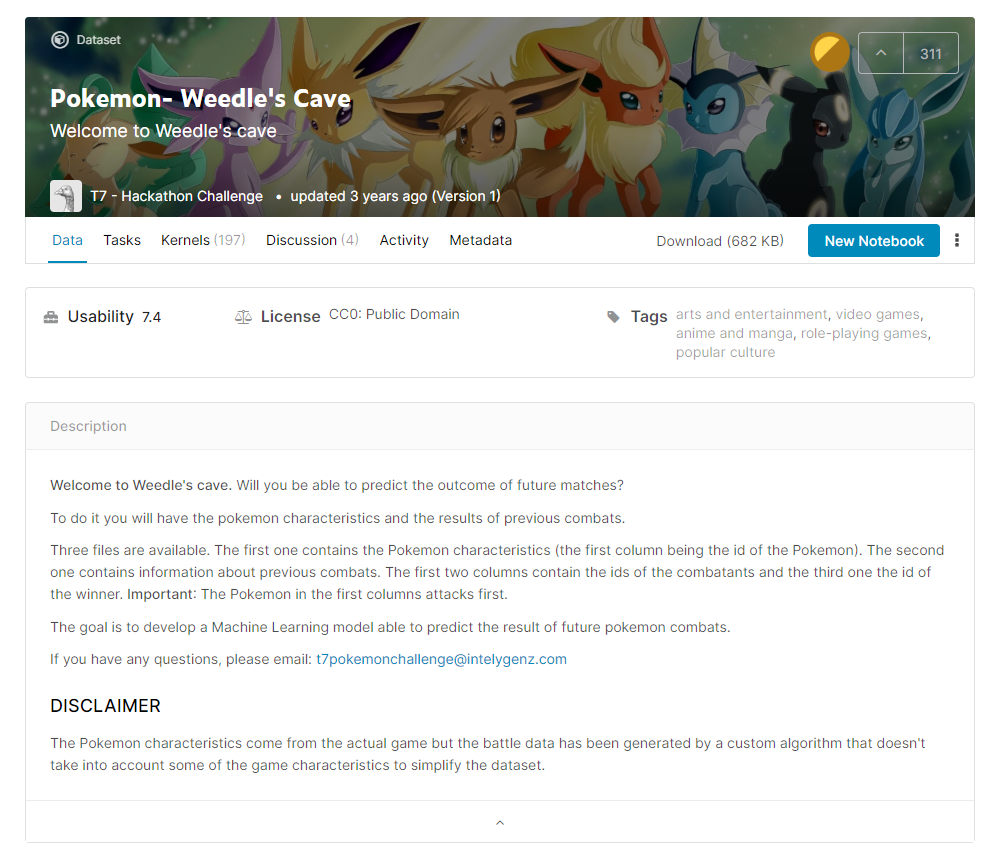 Dataset
311
Pokemon- Weedle's Cave
Welcome to Weedle's cave
T7 - Hackathon Challenge • updated 3 years ago (Version 1)
Data Tasks Kernels (197) Discussion (4) Activity Metadata Download (682 KB) New Notebook
Usability 7.4 License CC0: Public Domain Tags arts and entertainment, video games,
anime and manga, role-playing games,
popular culture
Description
Welcome to Weedle's cave. Will you be able to predict the outcome of future matches?
To do it you will have the pokemon characteristics and the results of previous combats.
Three files are available. The first one contains the Pokemon characteristics (the first column being the id of the Pokemon). The second
one contains information about previous combats. The first two columns contain the ids of the combatants and the third one the id of
the winner. Important: The Pokemon in the first columns attacks first.
The goal is to develop a Machine Learning model able to predict the result of future pokemon combats.
If you have any questions, please email: t7pokemonchallenge@intelygenz.com
DISCLAIMER
The Pokemon characteristics come from the actual game but the battle data has been generated by a custom algorithm that doesn't
take into account some of the game characteristics to simplify the dataset.